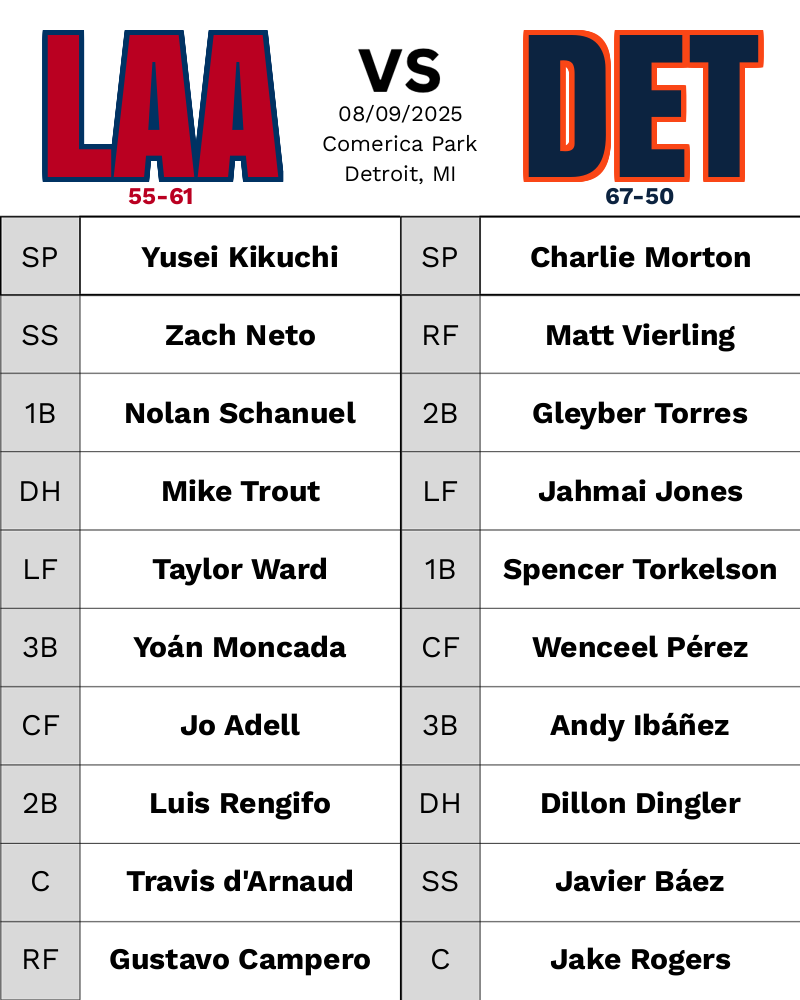 LAA
VS
DET
08/09/2025
Comerica Park
Detroit, MI
55-61
67-50
SP Yusei Kikuchi SP Charlie Morton
SS Zach Neto RF Matt Vierling
1B Nolan Schanuel 2B Gleyber Torres
DH Mike Trout LF Jahmai Jones
LF Taylor Ward 1B Spencer Torkelson
3B Yoán Moncada CF Wenceel Pérez
CF Jo Adell 3B Andy Ibáñez
2B Luis Rengifo DH Dillon Dingler
C Travis d'Arnaud SS Javier Báez
RF Gustavo Campero C Jake Rogers